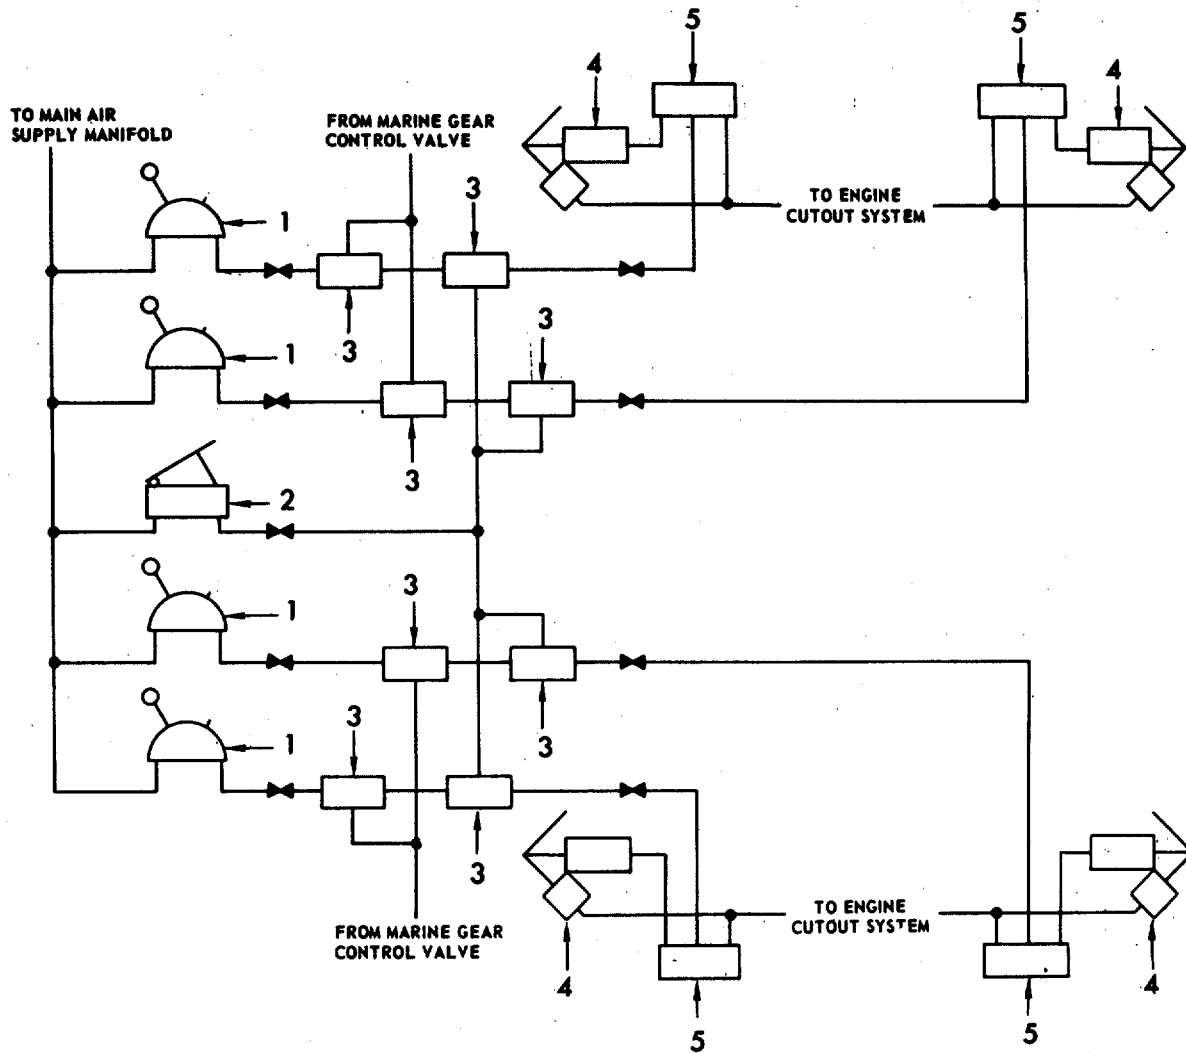 5
5
4
4
TO MAIN AIR
SUPPLY MANIFOLD
FROM MARINE GEAR
CONTROL VALVE
3
1
TO ENGINE
CUTOUT SYSTEM
3
3
1
3
2
3
1
3
3
1
3
TO ENGINE
CUTOUT SYSTEM
FROM MARINE GEAR
CONTROL VALVE
4
4
5
5